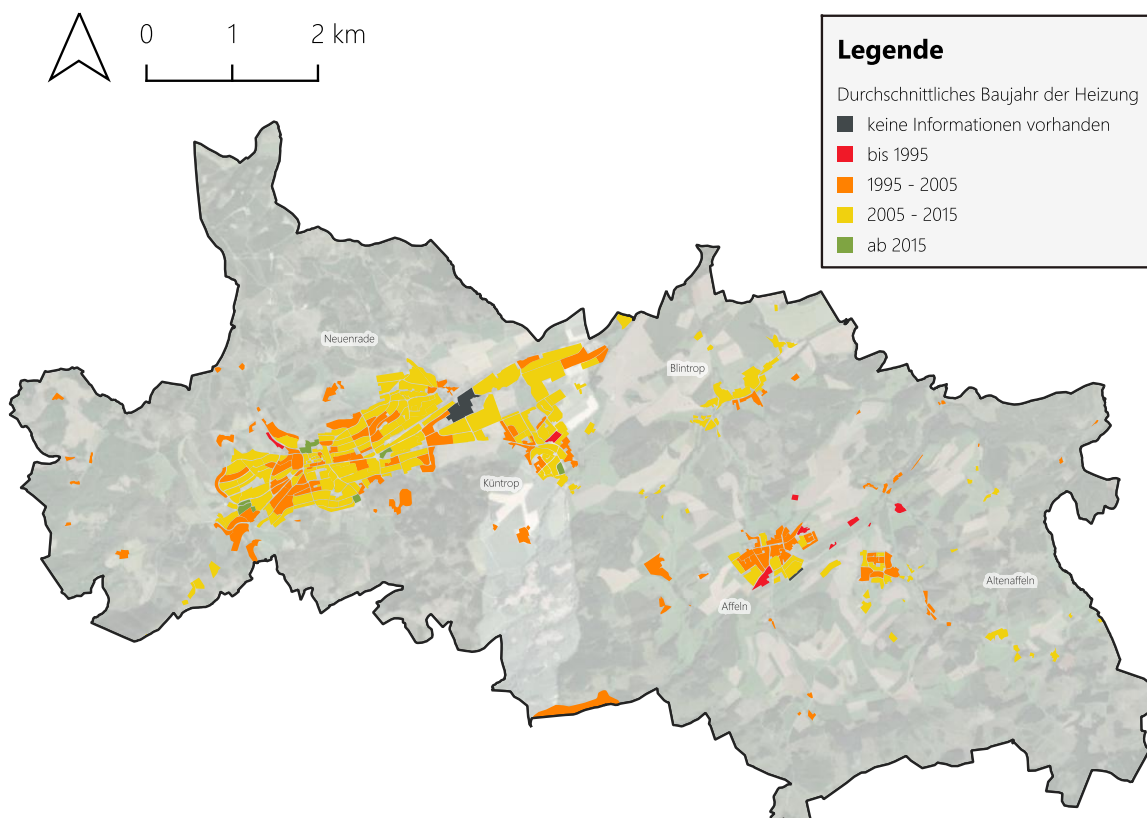 0 1 2 km
Legende
Durchschnittliches Baujahr der Heizung
keine Informationen vorhanden
bis 1995
1995 - 2005
2005 - 2015
ab 2015
Neuenrade
Blintrop
Küntrop
Altenaffeln
Affeln